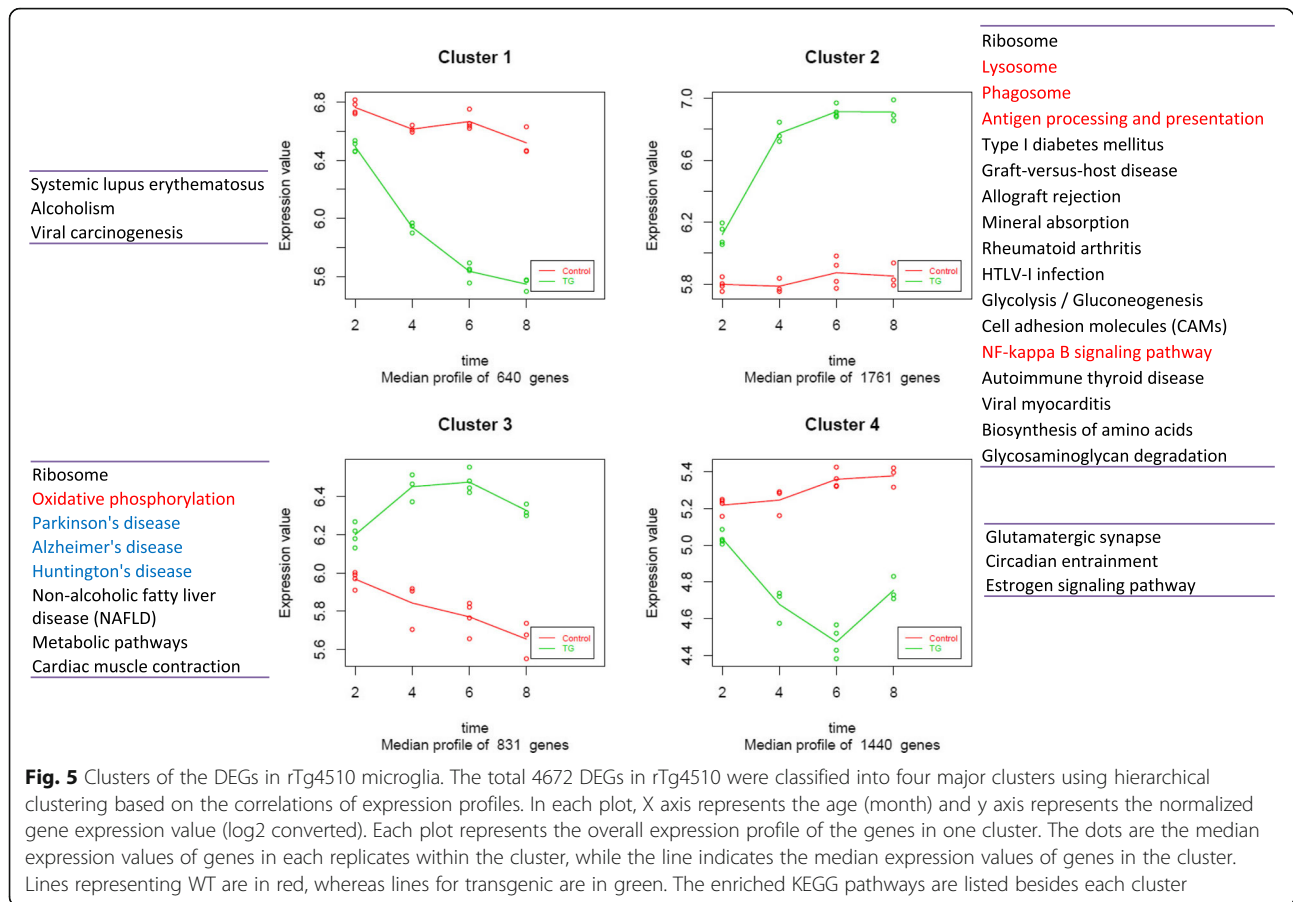 Cluster 1
Expression value
5.6 6.0 6.4 6.8
Control
TG
2 4 6 8
time
Median profile of 640 genes
Systemic lupus erythematosus
Alcoholism
Viral carcinogenesis
Cluster 2
Expression value
5.8 6.2 6.6 7.0
Control
TG
2 4 6 8
time
Median profile of 1761 genes
Ribosome
Lysosome
Phagosome
Antigen processing and presentation
Type I diabetes mellitus
Graft-versus-host disease
Allograft rejection
Mineral absorption
Rheumatoid arthritis
HTLV-I infection
Glycolysis / Gluconeogenesis
Cell adhesion molecules (CAMs)
NF-kappa B signaling pathway
Autoimmune thyroid disease
Viral myocarditis
Biosynthesis of amino acids
Glycosaminoglycan degradation
Cluster 3
Expression value
5.6 5.8 6.0 6.2 6.4
Control
TG
2 4 6 8
time
Median profile of 831 genes
Ribosome
Oxidative phosphorylation
Parkinson's disease
Alzheimer's disease
Huntington's disease
Non-alcoholic fatty liver
disease (NAFLD)
Metabolic pathways
Cardiac muscle contraction
Cluster 4
Expression value
4.4 4.6 4.8 5.0 5.2 5.4
Control
TG
2 4 6 8
time
Median profile of 1440 genes
Glutamatergic synapse
Circadian entrainment
Estrogen signaling pathway
Fig. 5 Clusters of the DEGs in rTg4510 microglia. The total 4672 DEGs in rTg4510 were classified into four major clusters using hierarchical
clustering based on the correlations of expression profiles. In each plot, X axis represents the age (month) and y axis represents the normalized
gene expression value (log2 converted). Each plot represents the overall expression profile of the genes in one cluster. The dots are the median
expression values of genes in each replicates within the cluster, while the line indicates the median expression values of genes in the cluster.
Lines representing WT are in red, whereas lines for transgenic are in green. The enriched KEGG pathways are listed besides each cluster